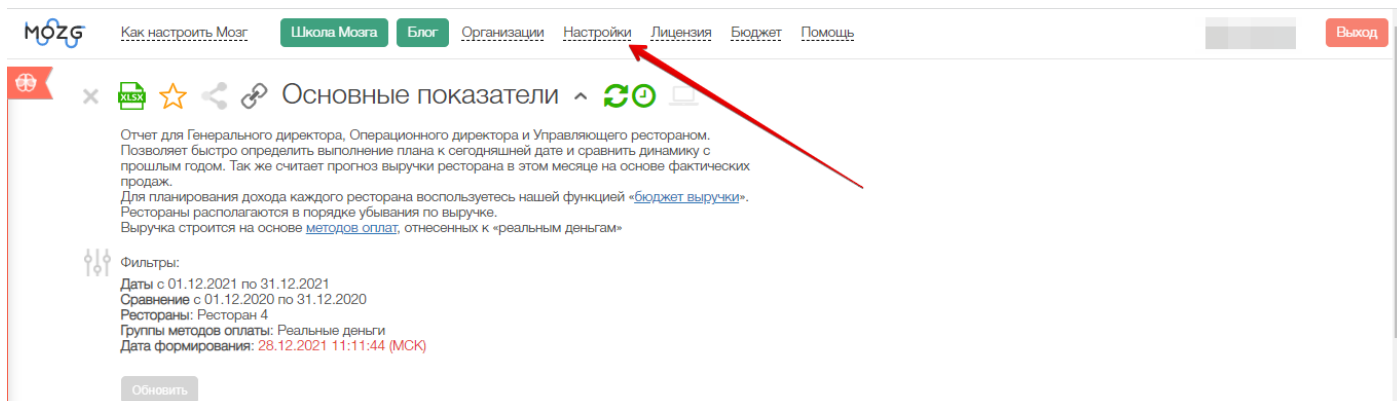 MOZG Как настроить Мозг Школа Мозга Блог Организации Настройки Лицензия Бюджет Помощь Выход
XLSX Основные показатели
Отчет для Генерального директора, Операционного директора и Управляющего рестораном.
Позволяет быстро определить выполнение плана к сегодняшней дате и сравнить динамику с
прошлым годом. Так же считает прогноз выручки ресторана в этом месяце на основе фактических
продаж.
Для планирования дохода каждого ресторана воспользуетесь нашей функцией «бюджет выручки».
Рестораны располагаются в порядке убывания по выручке.
Выручка строится на основе методов оплат, отнесенных к «реальным деньгам»
Фильтры:
Даты с 01.12.2021 по 31.12.2021
Сравнение с 01.12.2020 по 31.12.2020
Рестораны: Ресторан 4
Группы методов оплаты: Реальные деньги
Дата формирования: 28.12.2021 11:11:44 (МСК)
Обновить